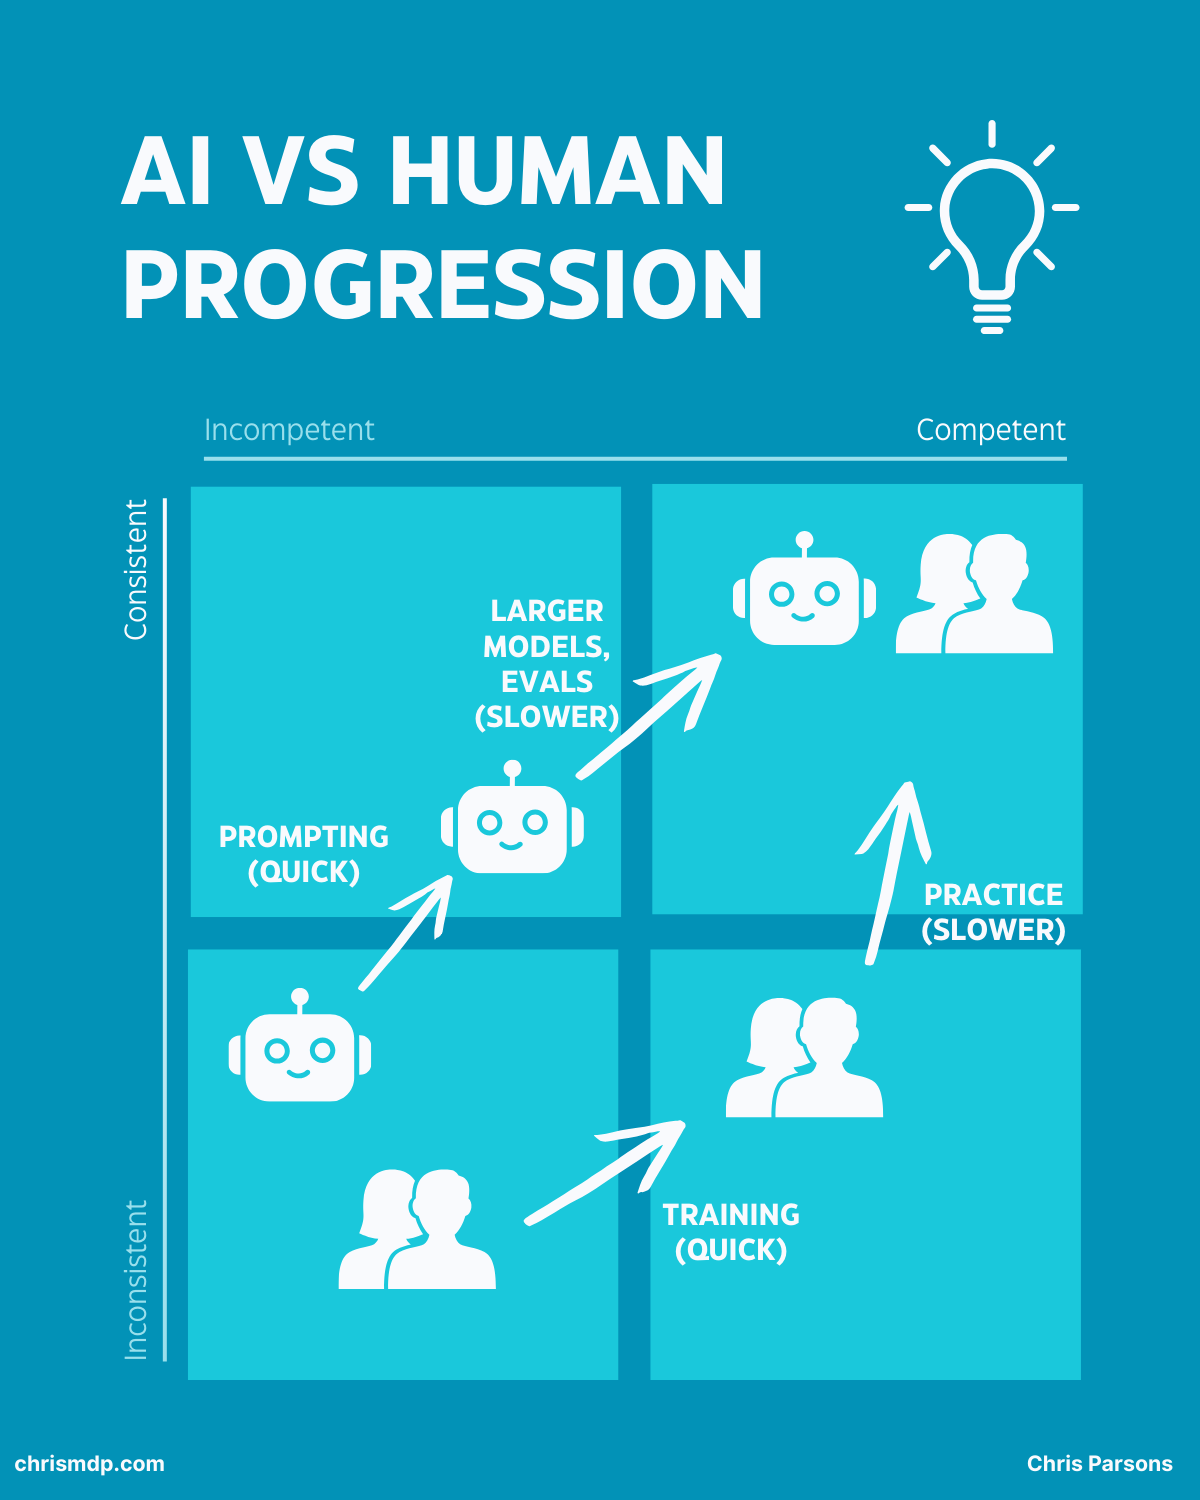 AI VS HUMAN
PROGRESSION
Incompetent
Competent
Consistent
LARGER
MODELS,
EVALS
(SLOWER)
PROMPTING
(QUICK)
PRACTICE
(SLOWER)
TRAINING
(QUICK)
Inconsistent
chrismdp.com
Chris Parsons